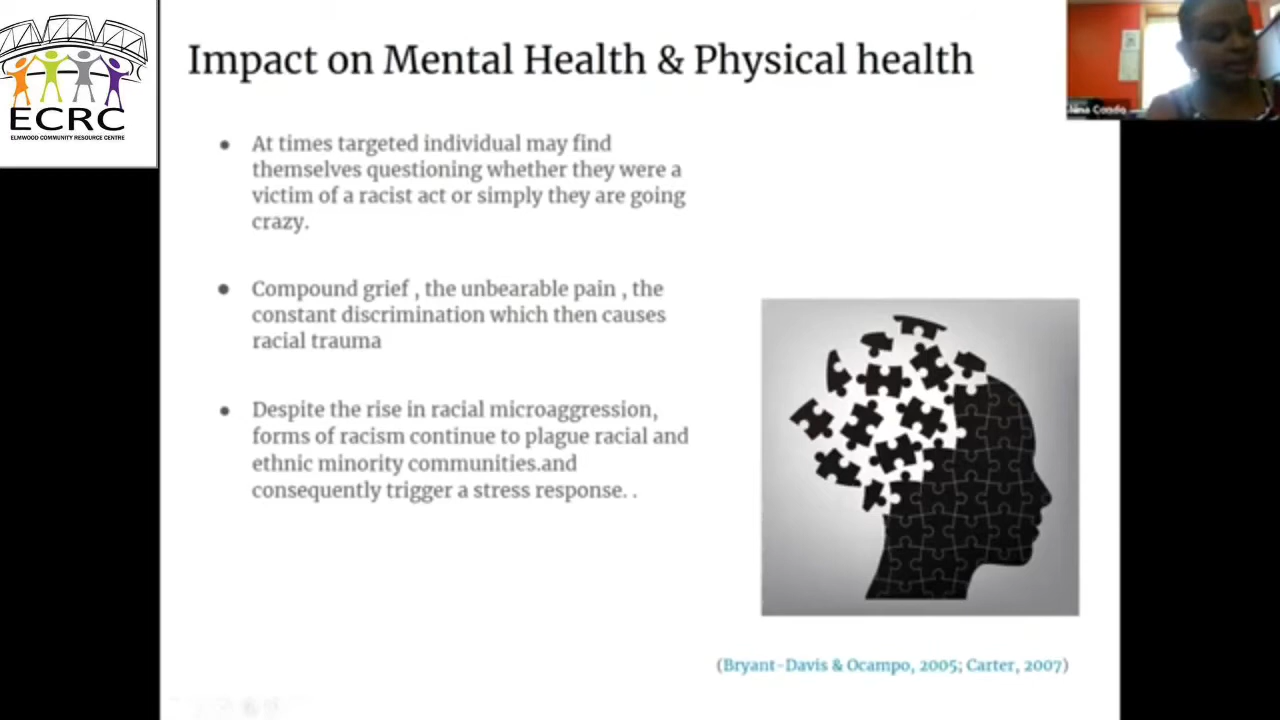 ECRC
ELMWOOD COMMUNITY RESOURCE CENTRE
Impact on Mental Health & Physical health
Nina Condo
• At times targeted individual may find
themselves questioning whether they were a
victim of a racist act or simply they are going
crazy.
• Compound grief , the unbearable pain , the
constant discrimination which then causes
racial trauma
• Despite the rise in racial microaggression,
forms of racism continue to plague racial and
ethnic minority communities.and
consequently trigger a stress response. .
(Bryant-Davis & Ocampo, 2005; Carter, 2007)